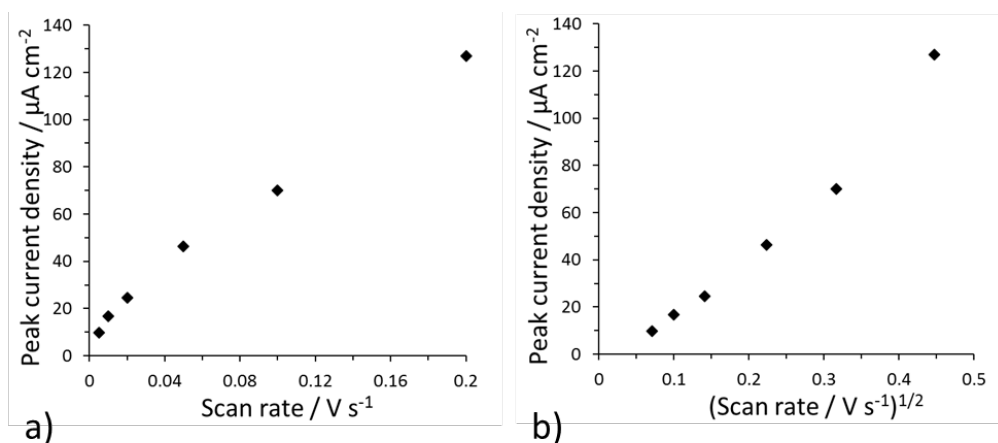 140
120
100
80
60
40
20
0
Peak current density / µA cm⁻²
0 0.04 0.08 0.12 0.16 0.2
Scan rate / V s⁻¹
a)
140
120
100
80
60
40
20
0
Peak current density / µA cm⁻²
0 0.1 0.2 0.3 0.4 0.5
(Scan rate / V s⁻¹)¹ᐟ²
b)